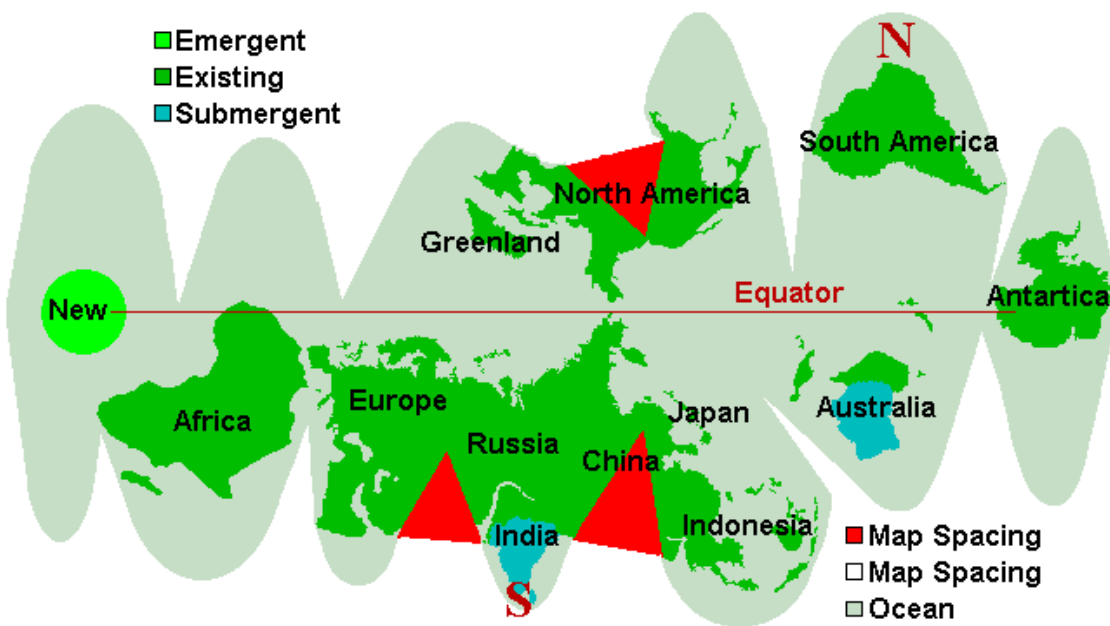 Emergent
Existing
Submergent
N
South America
North America
Greenland
Equator
Antartica
New
Europe
Africa
Japan
Australia
Russia
China
India
Indonesia
S
Map Spacing
Map Spacing
Ocean